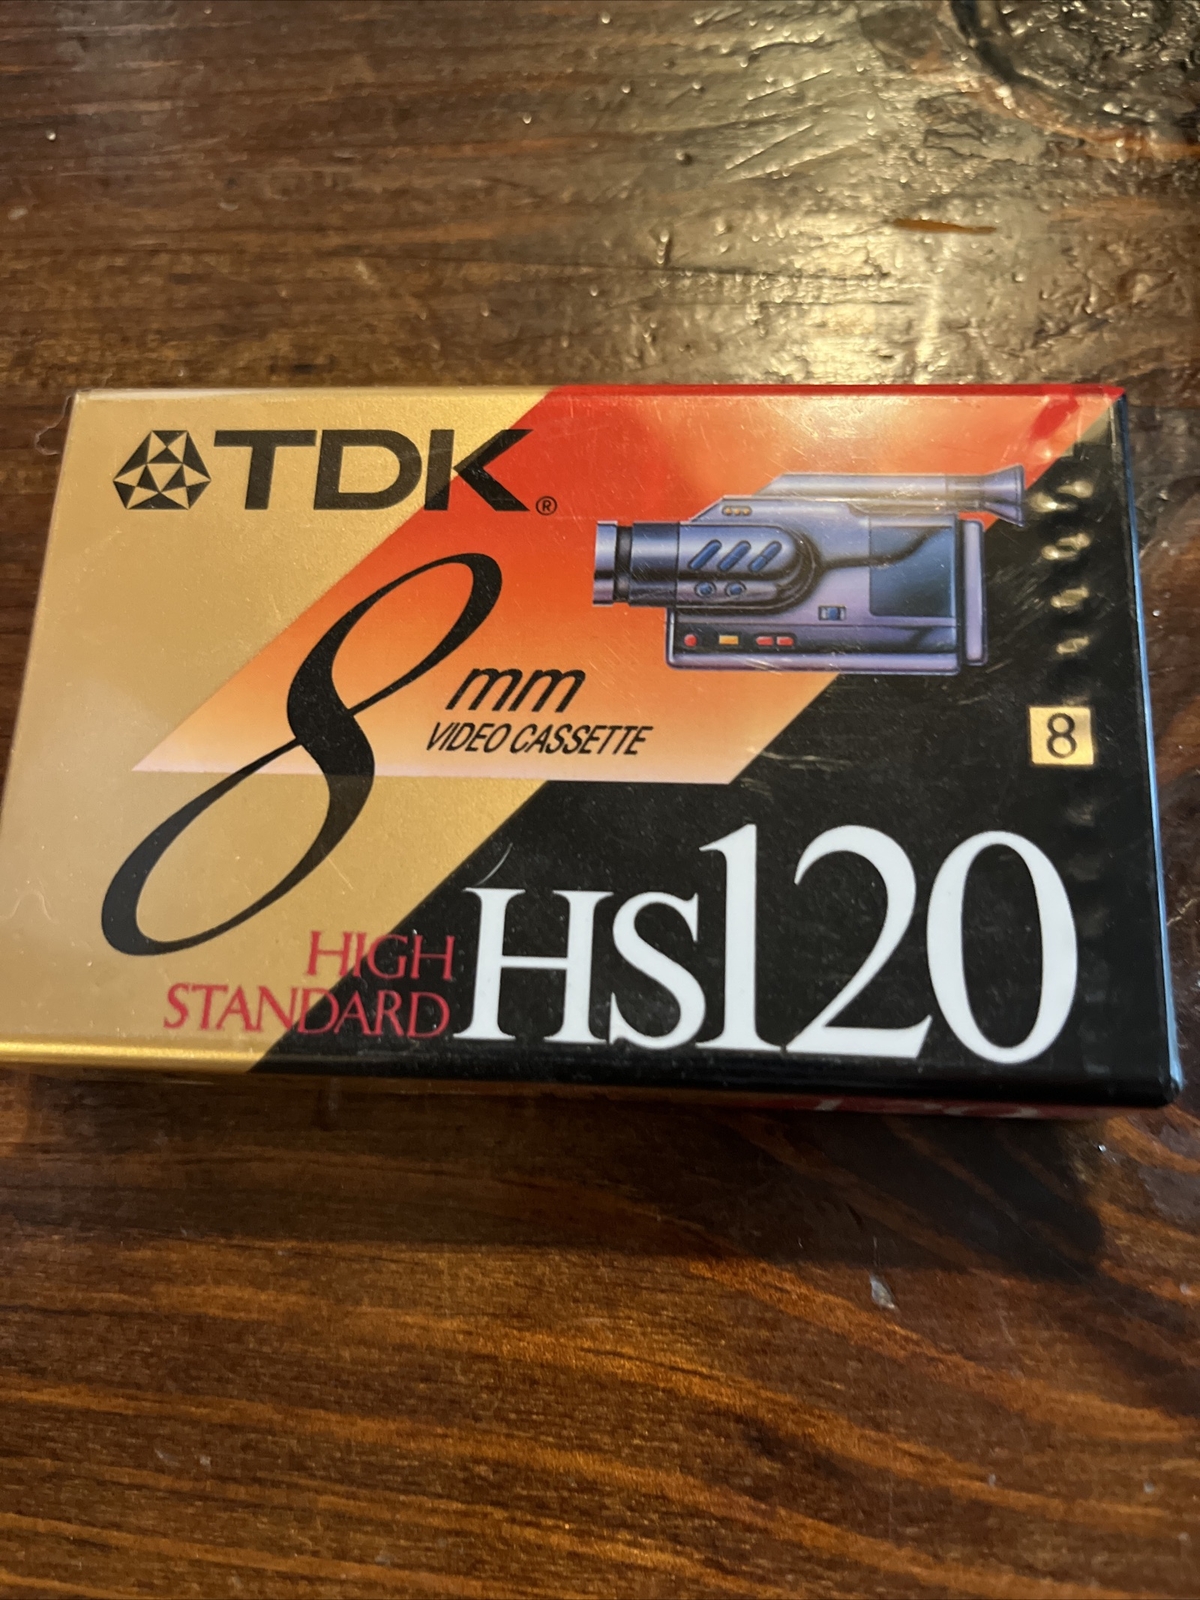 TDK®
8 mm
VIDEO CASSETTE
8
HIGH
STANDARD
HS120